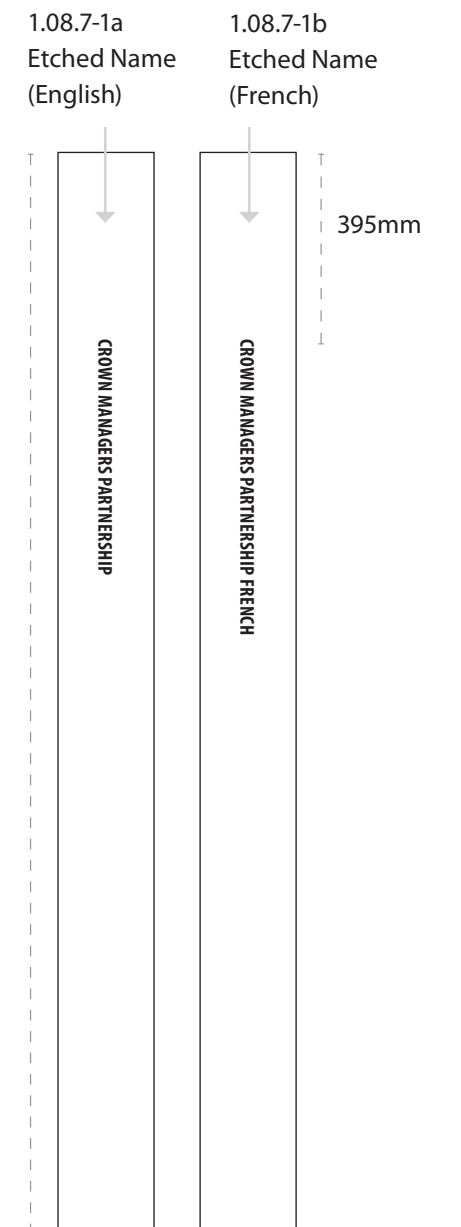 1.08.7-1a
Etched Name
(English)
1.08.7-1b
Etched Name
(French)
395mm
CROWN MANAGERS PARTNERSHIP
CROWN MANAGERS PARTNERSHIP FRENCH